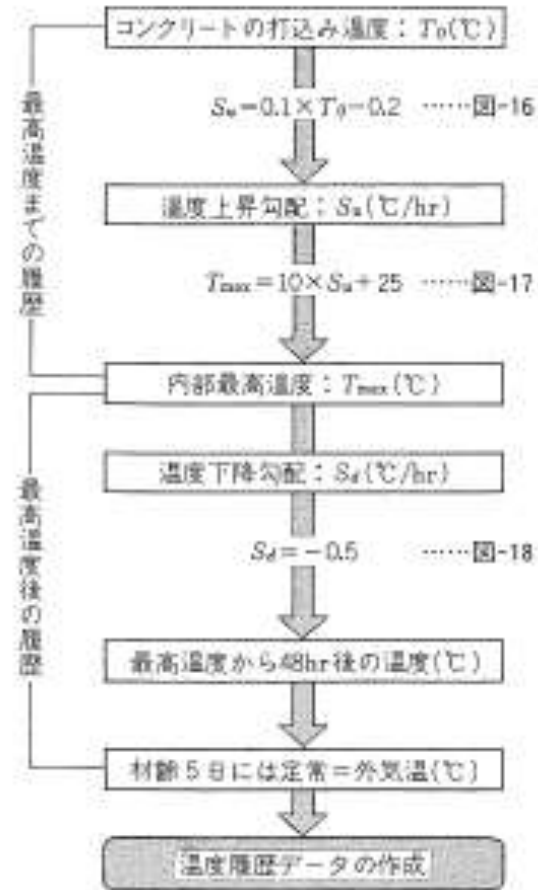 コンクリートの打込み温度：T₀(℃)
Sᵤ=0.1×T₀−0.2 ……図-16
温度上昇勾配：Sᵤ(℃/hr)
Tmax=10×Sᵤ+25 ……図-17
最高温度までの履歴
内部最高温度：Tmax(℃)
温度下降勾配：S_d(℃/hr)
S_d=−0.5 ……図-18
最高温度から48hr後の温度(℃)
最高温度後の履歴
材齢5日には定常=外気温(℃)
温度履歴データの作成